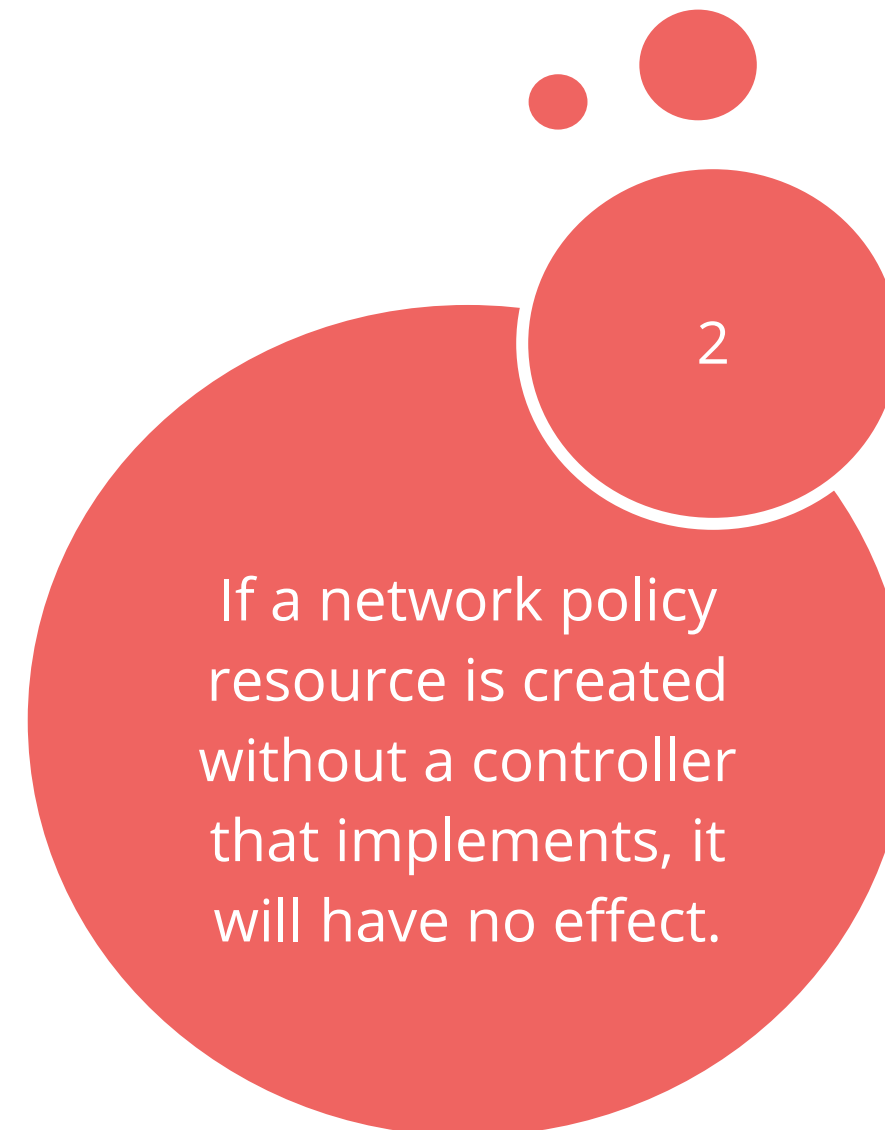 2
If a network policy
resource is created
without a controller
that implements, it
will have no effect.